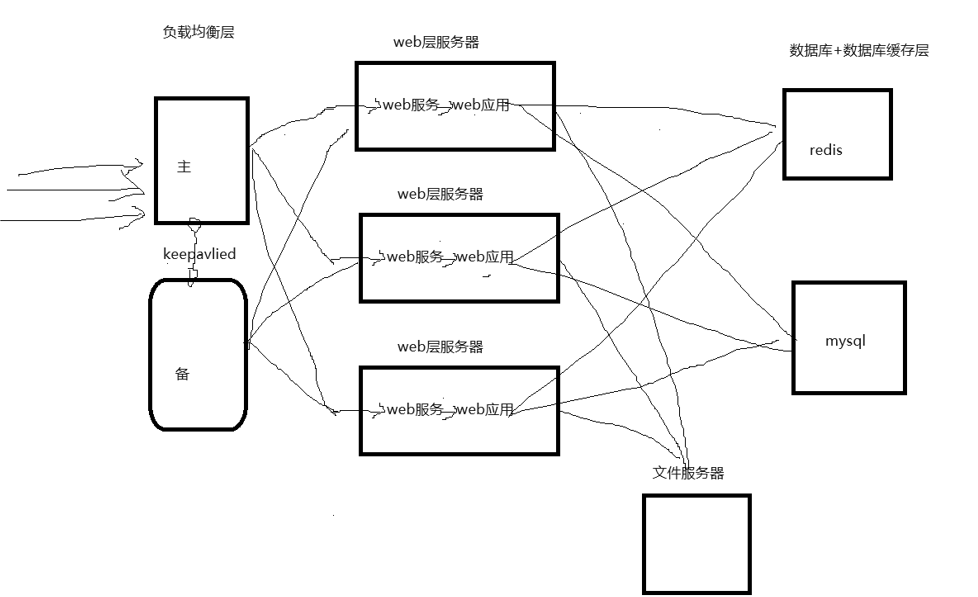 负载均衡层
web层服务器
数据库+数据库缓存层
web服务 web应用
redis
主
web层服务器
keepavlied
web服务 web应用
备
mysql
web层服务器
web服务 web应用
文件服务器